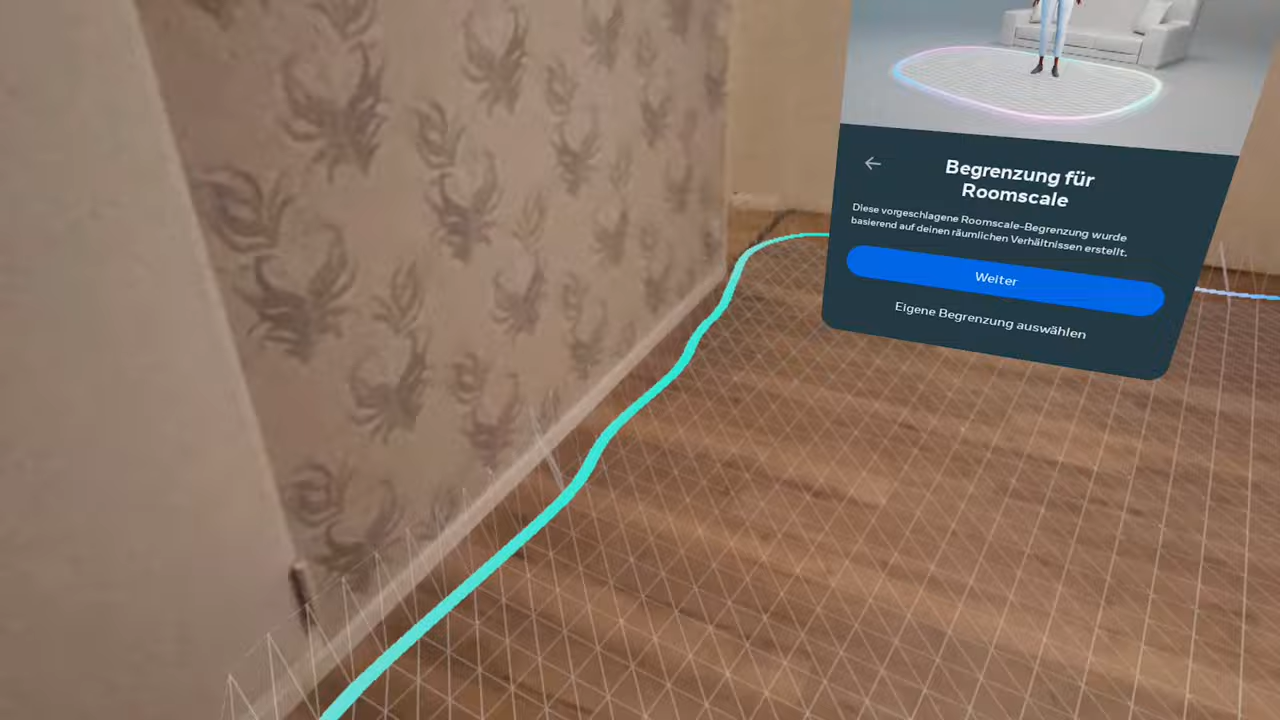 Begrenzung für
Roomscale
Diese vorgeschlagene Roomscale-Begrenzung wurde
basierend auf deinen räumlichen Verhältnissen erstellt.
Weiter
Eigene Begrenzung auswählen